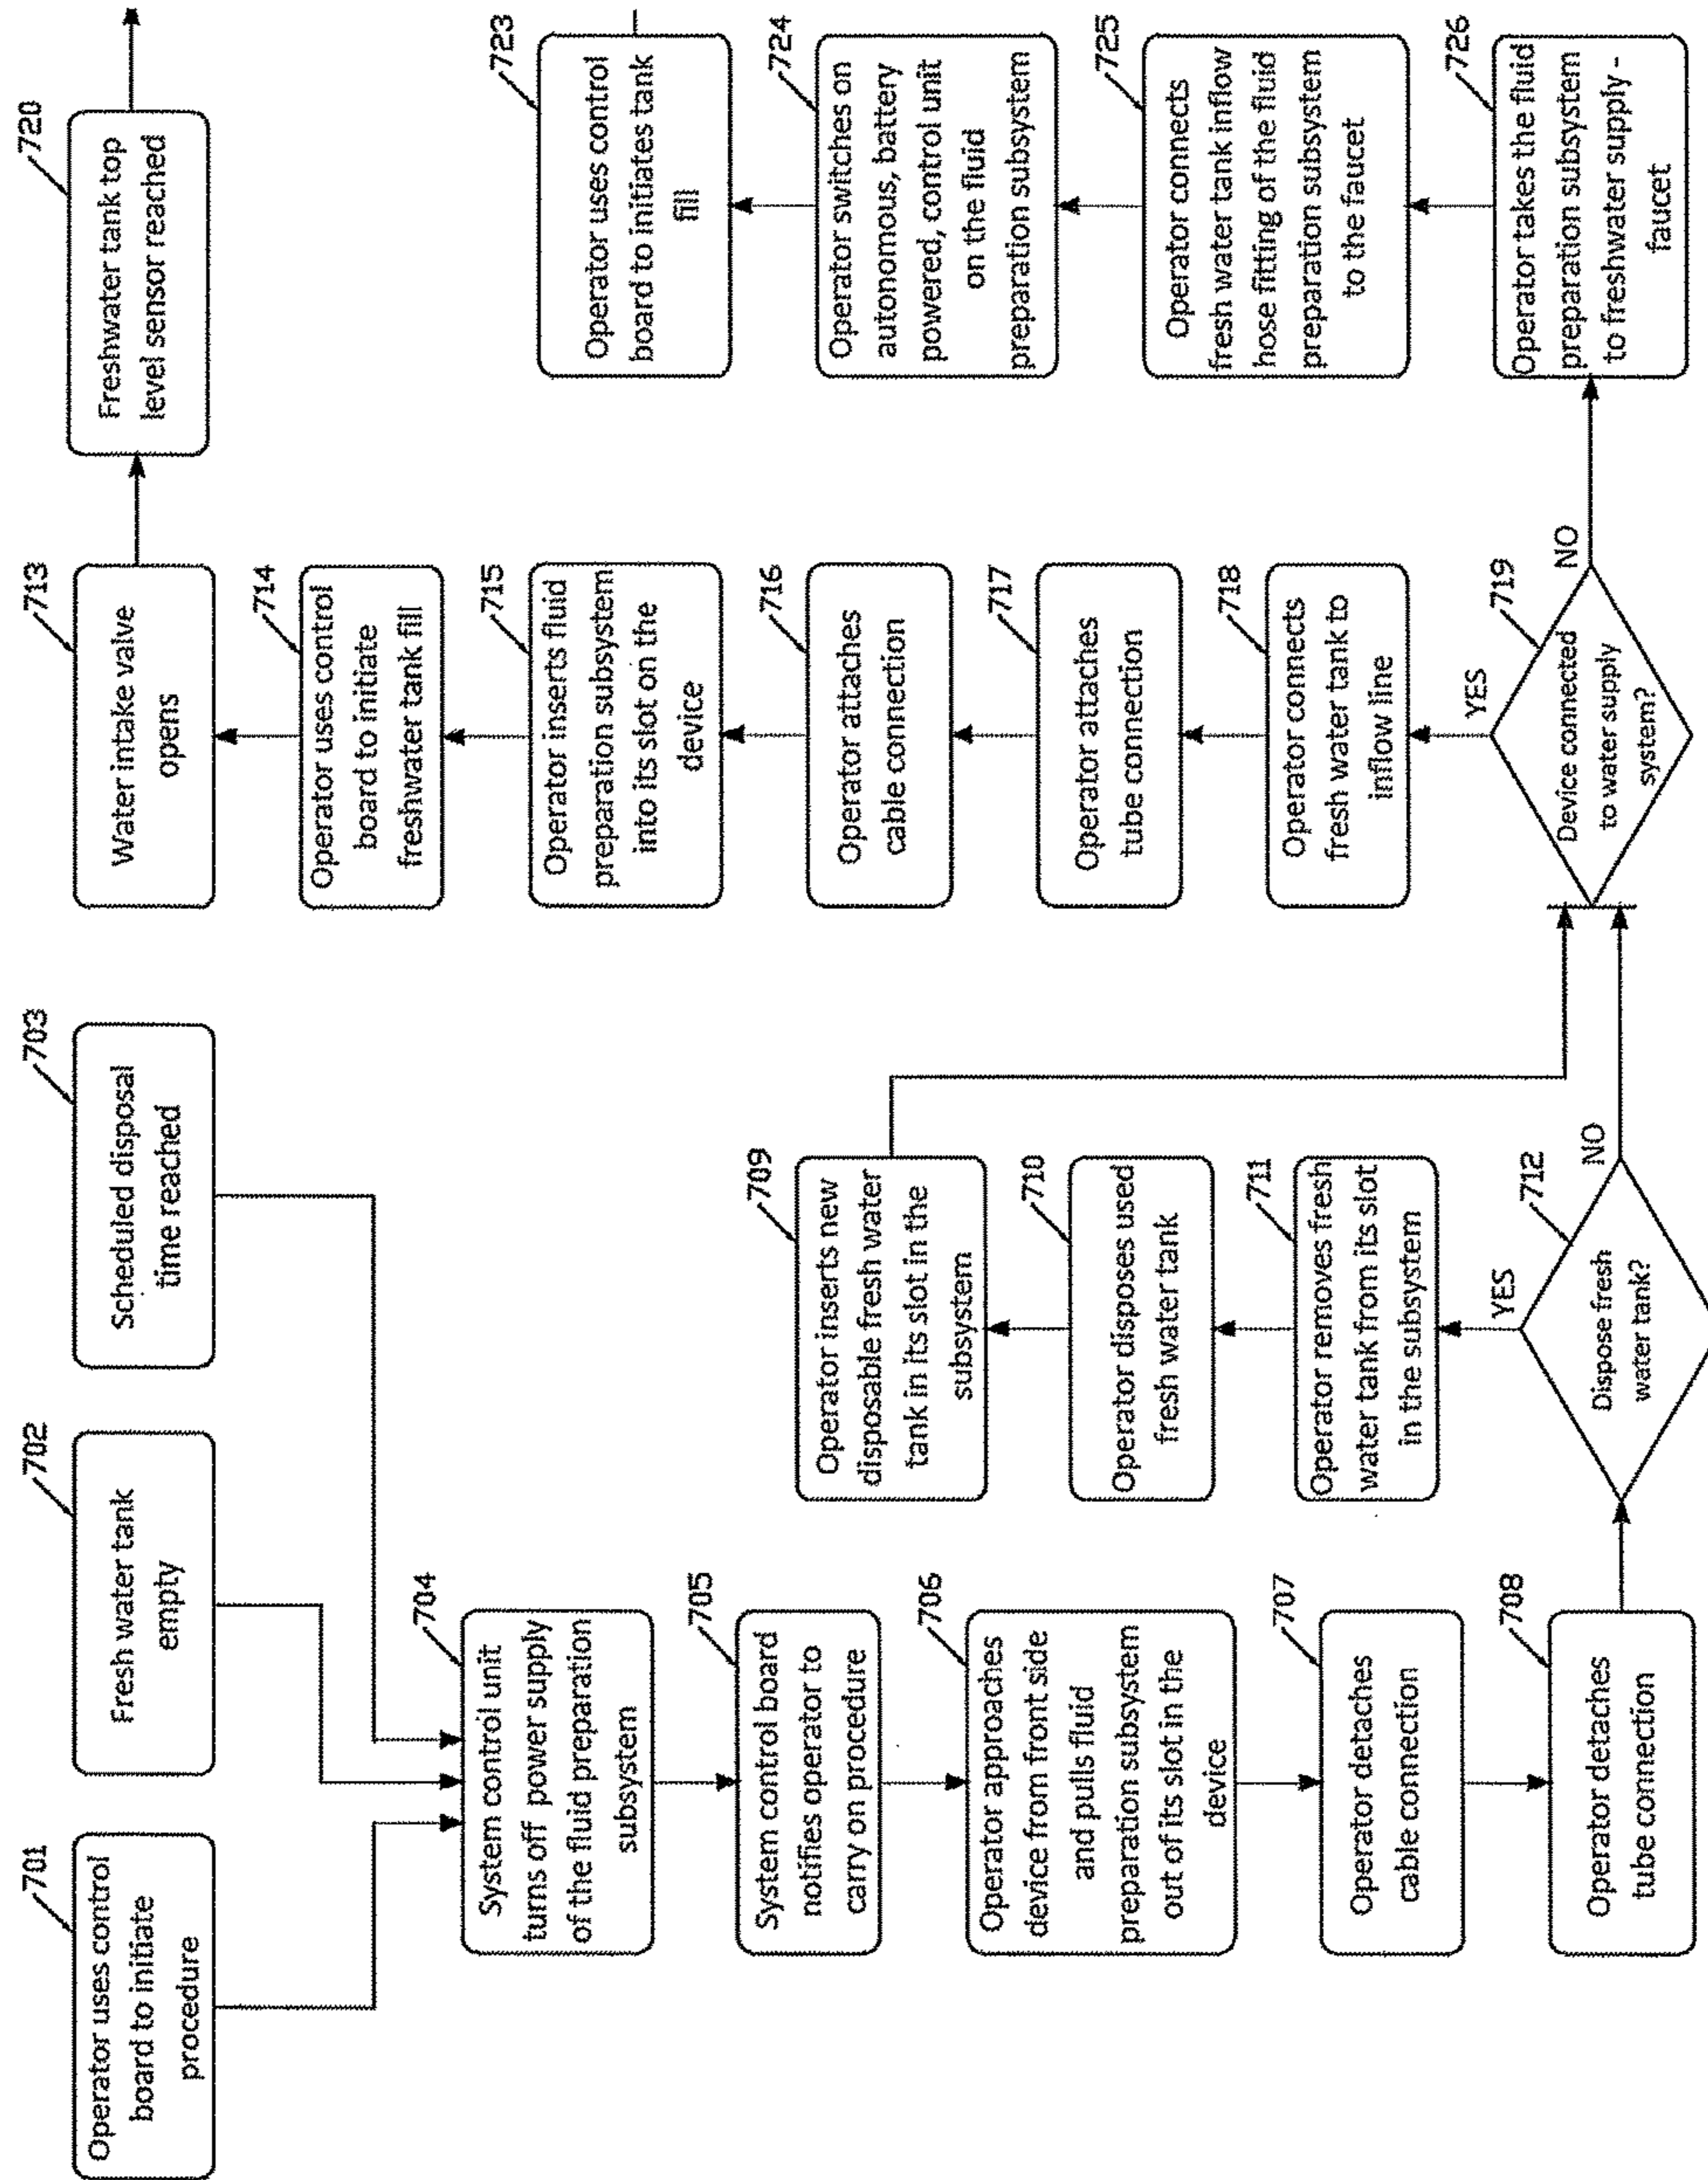 701
Operator uses control
board to initiate
procedure
702
Fresh water tank
empty
703
Scheduled disposal
time reached
704
System control unit
turns off power supply
of the fluid preparation
subsystem
705
System control board
notifies operator to
carry on procedure
706
Operator approaches
device from front side
and pulls fluid
preparation subsystem
out of its slot in the
device
707
Operator detaches
cable connection
708
Operator detaches
tube connection
709
Operator inserts new
disposable fresh water
tank in its slot in the
subsystem
710
Operator disposes used
fresh water tank
711
Operator removes fresh
water tank from its slot
in the subsystem
YES
712
Dispose fresh
water tank?
NO
713
Water intake valve
opens
714
Operator uses control
board to initiate
freshwater tank fill
715
Operator inserts fluid
preparation subsystem
into its slot on the
device
716
Operator attaches
cable connection
717
Operator attaches
tube connection
718
Operator connects
fresh water tank to
inflow line
YES
719
Device connected
to water supply
system?
NO
720
Freshwater tank top
level sensor reached
723
Operator uses control
board to initiates tank
fill
724
Operator switches on
autonomous, battery
powered, control unit
on the fluid
preparation subsystem
725
Operator connects
fresh water tank inflow
hose fitting of the fluid
preparation subsystem
to the faucet
726
Operator takes the fluid
preparation subsystem
to freshwater supply -
faucet